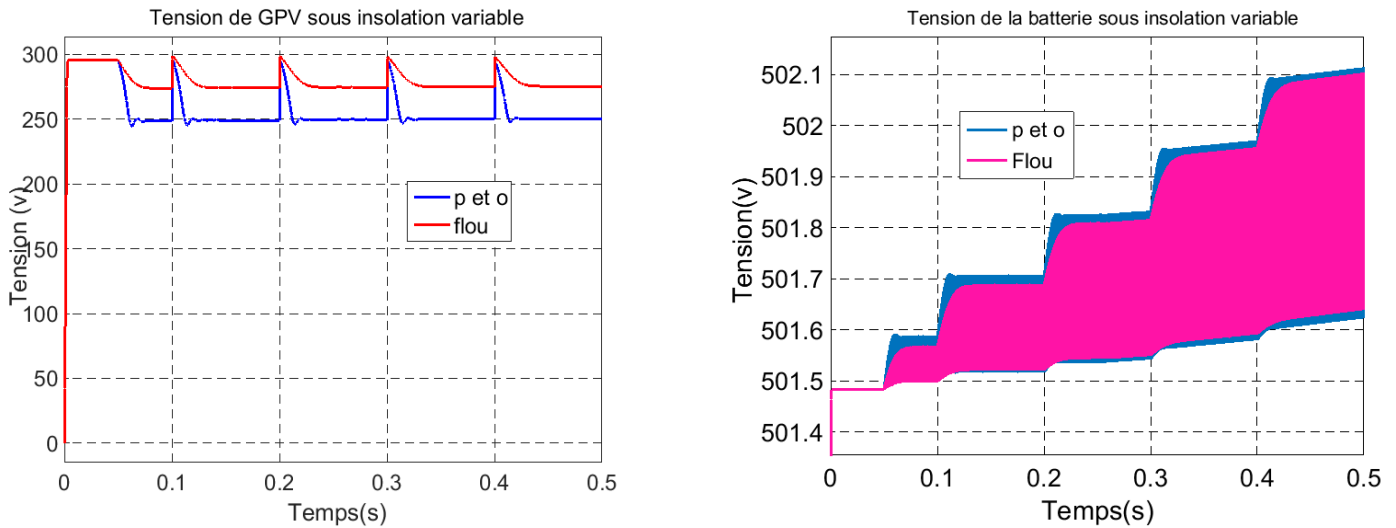 Tension de GPV sous insolation variable
300
250
200
150
100
50
0
Tension (v)
p et o
flou
0 0.1 0.2 0.3 0.4 0.5
Temps(s)
Tension de la batterie sous insolation variable
502.1
502
501.9
501.8
501.7
501.6
501.5
501.4
Tension(v)
p et o
Flou
0 0.1 0.2 0.3 0.4 0.5
Temps(s)